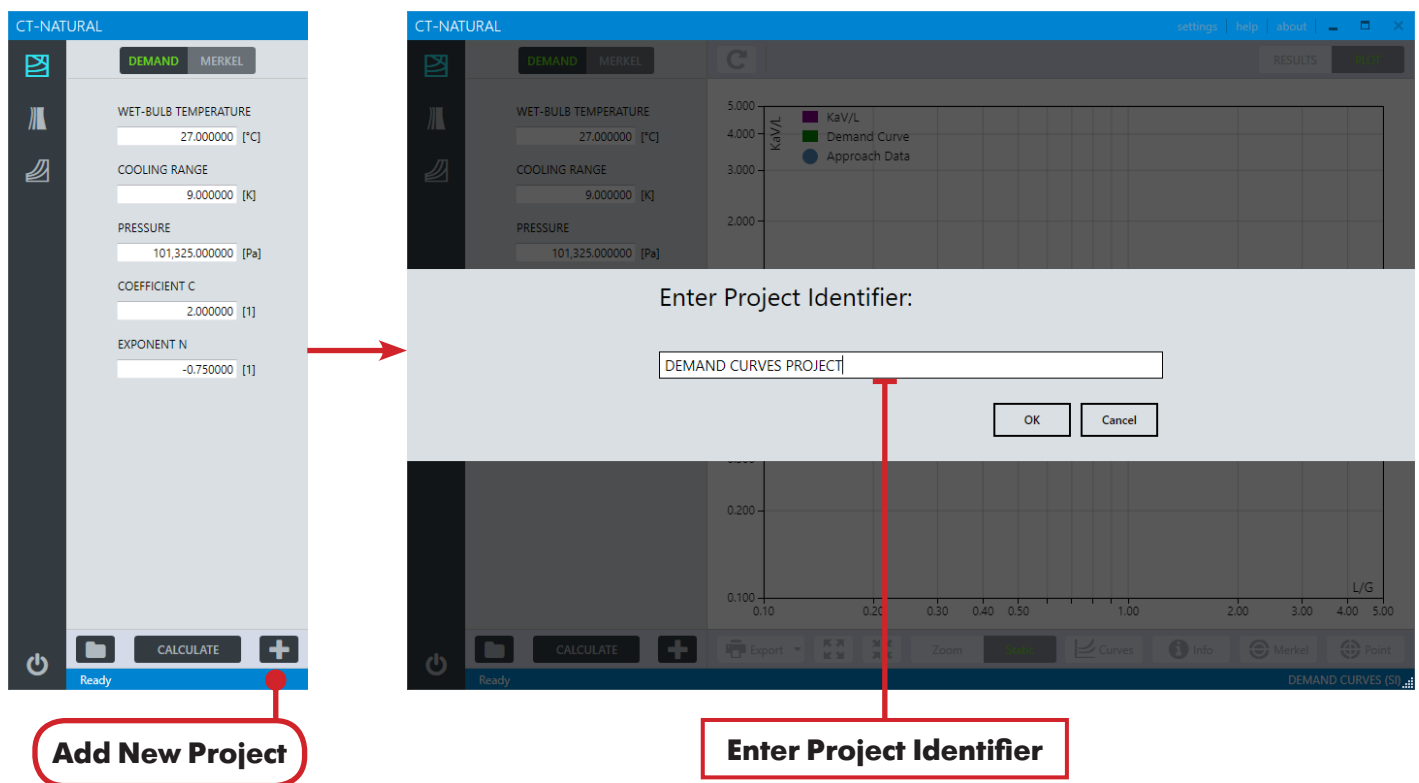 CT-NATURAL
DEMAND MERKEL
WET-BULB TEMPERATURE
27.000000 [°C]
COOLING RANGE
9.000000 [K]
PRESSURE
101,325.000000 [Pa]
COEFFICIENT C
2.000000 [1]
EXPONENT N
-0.750000 [1]
CALCULATE
Ready
Add New Project
CT-NATURAL settings help about
DEMAND MERKEL RESULTS PLOT
WET-BULB TEMPERATURE
27.000000 [°C]
COOLING RANGE
9.000000 [K]
PRESSURE
101,325.000000 [Pa]
5.000
4.000
3.000
2.000
KaV/L
KaV/L
Demand Curve
Approach Data
Enter Project Identifier:
DEMAND CURVES PROJECT
OK Cancel
0.200
0.100
L/G
0.10 0.20 0.30 0.40 0.50 1.00 2.00 3.00 4.00 5.00
CALCULATE Export Zoom Static Curves Info Merkel Point
Ready DEMAND CURVES (SI)
Enter Project Identifier